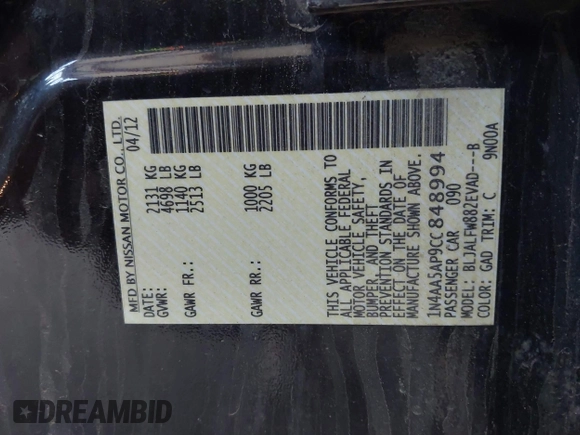 MFD BY NISSAN MOTOR CO., LTD.
DATE: 04/12
GVWR: 2131 KG
4698 LB
GAWR FR: 1140 KG
2513 LB
GAWR RR: 1000 KG
2205 LB
THIS VEHICLE CONFORMS TO
ALL APPLICABLE FEDERAL
MOTOR VEHICLE SAFETY,
BUMPER, AND THEFT
PREVENTION STANDARDS IN
EFFECT ON THE DATE OF
MANUFACTURE SHOWN ABOVE.
1N4AA5AP9CC848994
PASSENGER CAR 090
MODEL: BLJALFW882EVAD---B
COLOR: GAD TRIM: C 9N00A
DREAMBID